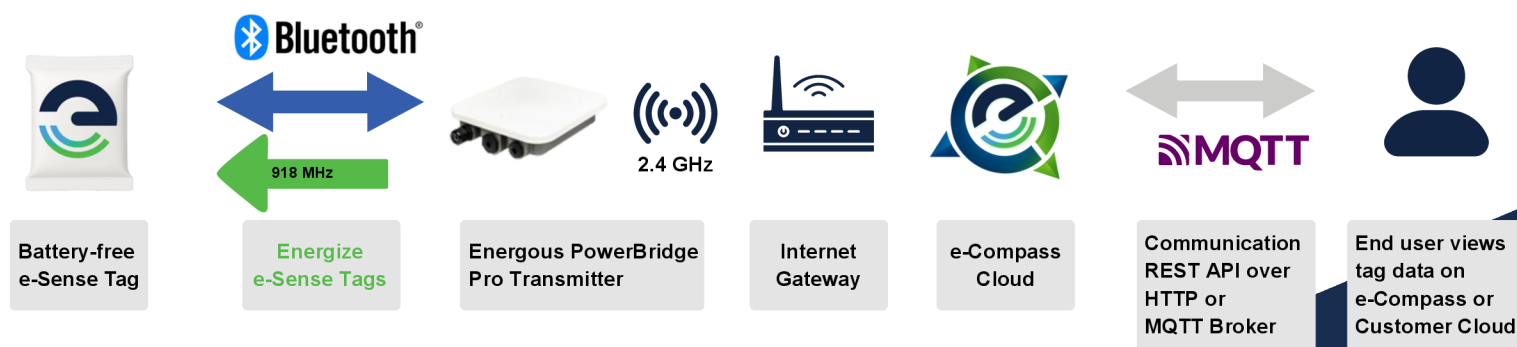 Bluetooth®
918 MHz
2.4 GHz
MQTT
Battery-free
e-Sense Tag
Energize
e-Sense Tags
Energous PowerBridge
Pro Transmitter
Internet
Gateway
e-Compass
Cloud
Communication
REST API over
HTTP or
MQTT Broker
End user views
tag data on
e-Compass or
Customer Cloud